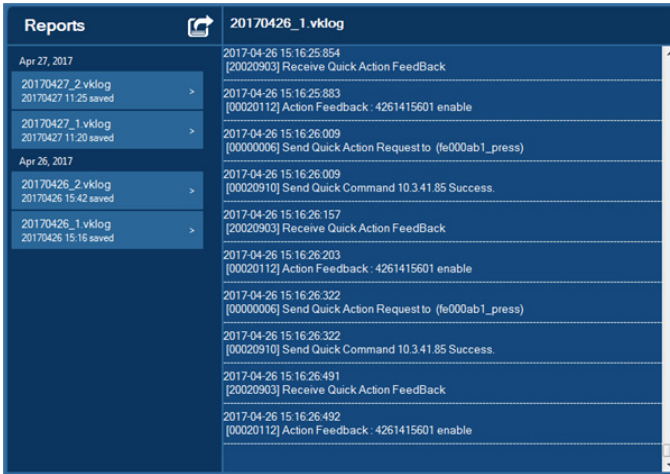 Reports
Apr 27, 2017
20170427_2.vklog
20170427 11:25 saved
>
20170427_1.vklog
20170427 11:20 saved
>
Apr 26, 2017
20170426_2.vklog
20170426 15:42 saved
>
20170426_1.vklog
20170426 15:16 saved
>
20170426_1.vklog
2017-04-26 15:16:25:854
[20020903] Receive Quick Action FeedBack
2017-04-26 15:16:25:883
[00020112] Action Feedback : 4261415601 enable
2017-04-26 15:16:26:009
[00000006] Send Quick Action Request to (fe000ab1_press)
2017-04-26 15:16:26:009
[00020910] Send Quick Command 10.3.41.85 Success.
2017-04-26 15:16:26:157
[20020903] Receive Quick Action FeedBack
2017-04-26 15:16:26:203
[00020112] Action Feedback : 4261415601 enable
2017-04-26 15:16:26:322
[00000006] Send Quick Action Request to (fe000ab1_press)
2017-04-26 15:16:26:322
[00020910] Send Quick Command 10.3.41.85 Success.
2017-04-26 15:16:26:491
[20020903] Receive Quick Action FeedBack
2017-04-26 15:16:26:492
[00020112] Action Feedback : 4261415601 enable